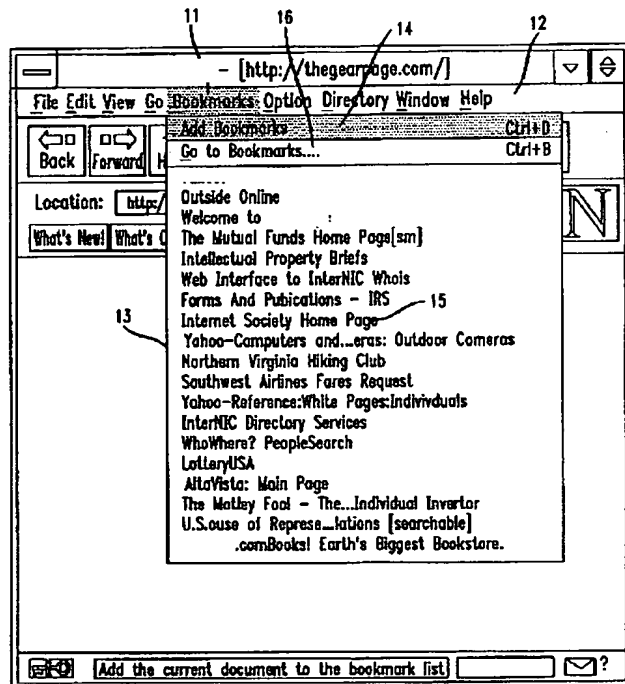 11 16 14 12
- [http://thegearpage.com/]
File Edit View Go Bookmarks Option Directory Window Help
Add Bookmarks Ctrl+D
Go to Bookmarks.... Ctrl+B
Back Forward H
Location: http:/
What's New! What's C
N
Outside Online
Welcome to :
The Mutual Funds Home Page[sm]
Intellectual Property Briefs
Web Interface to InterNIC Whois
Forms And Pubications - IRS
Internet Society Home Page 15
13
Yahoo-Computers and...eras: Outdoor Comeras
Northern Virginia Hiking Club
Southwest Airlines Fares Request
Yahoo-Reference:White Pages:Individuals
InterNIC Directory Services
WhoWhere? PeopleSearch
LotteryUSA
AltaVista: Main Page
The Motley Fool - The...Individual Invertor
U.S.ouse of Represe...lations [searchable]
.comBooks! Earth's Biggest Bookstore.
Add the current document to the bookmark list
?